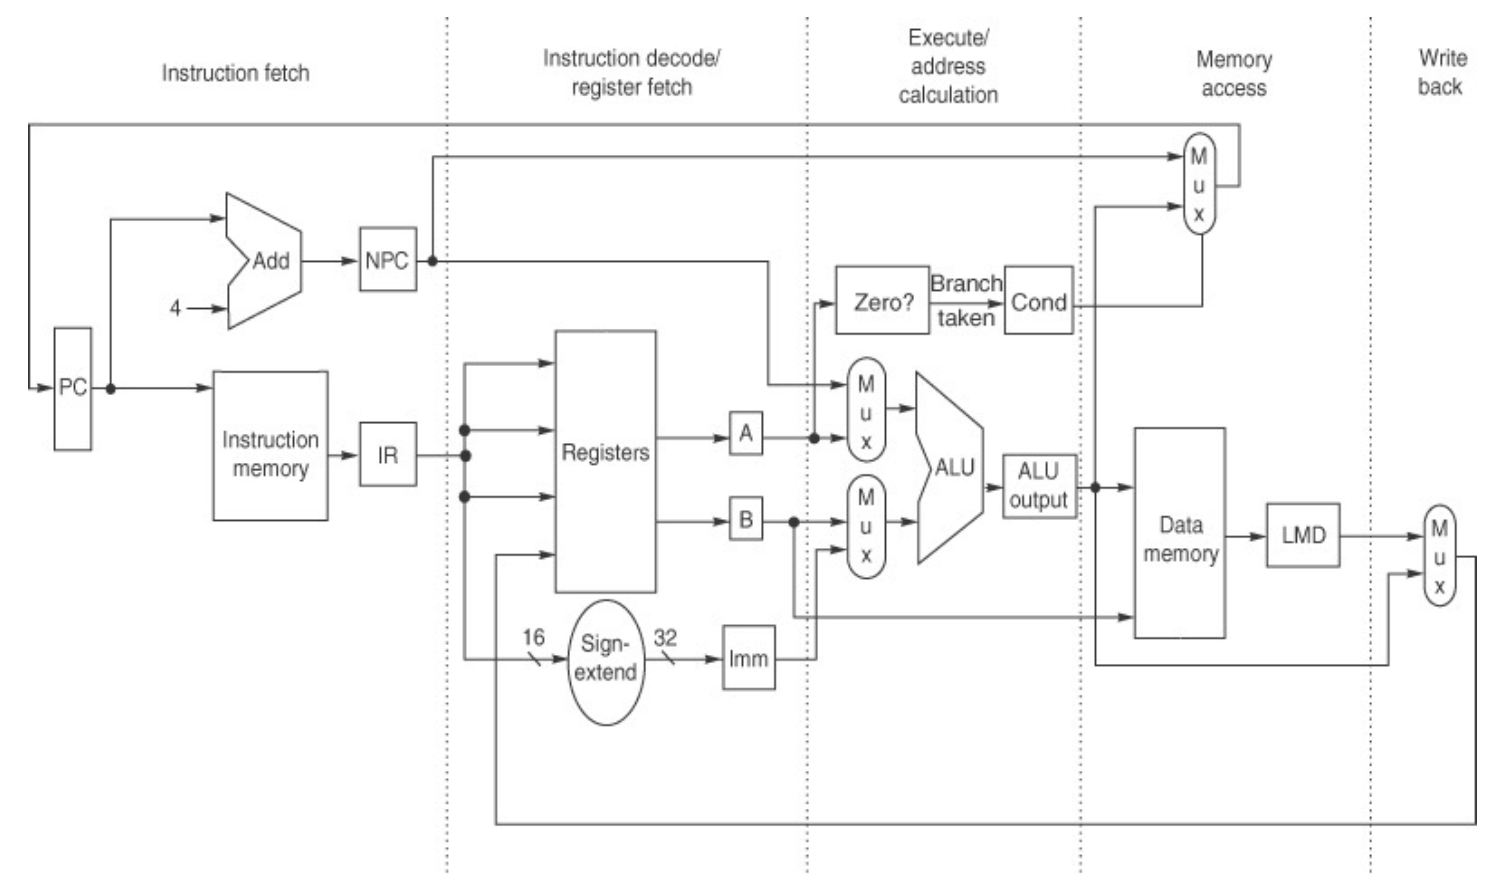 Instruction fetch
Instruction decode/
register fetch
Execute/
address
calculation
Memory
access
Write
back
M
u
x
Add
NPC
4
Zero?
Branch
taken
Cond
PC
Instruction
memory
IR
Registers
A
B
M
u
x
M
u
x
ALU
ALU
output
Data
memory
LMD
M
u
x
16
Sign-
extend
32
Imm